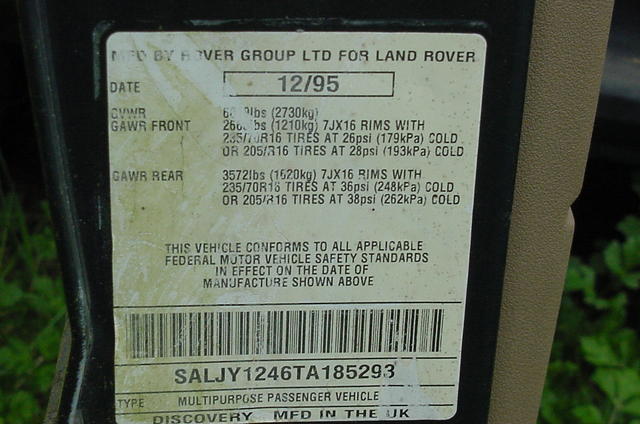 MFD BY ROVER GROUP LTD FOR LAND ROVER
DATE 12/95
GVWR (2730kg)
GAWR FRONT (1210kg) 7JX16 RIMS WITH
235/70R16 TIRES AT 26psi (179kPa) COLD
OR 205/R16 TIRES AT 28psi (193kPa) COLD
GAWR REAR 3572lbs (1620kg) 7JX16 RIMS WITH
235/70R16 TIRES AT 36psi (248kPa) COLD
OR 205/R16 TIRES AT 38psi (262kPa) COLD
THIS VEHICLE CONFORMS TO ALL APPLICABLE
FEDERAL MOTOR VEHICLE SAFETY STANDARDS
IN EFFECT ON THE DATE OF
MANUFACTURE SHOWN ABOVE
SALJY1246TA185293
TYPE MULTIPURPOSE PASSENGER VEHICLE
DISCOVERY MFD IN THE UK